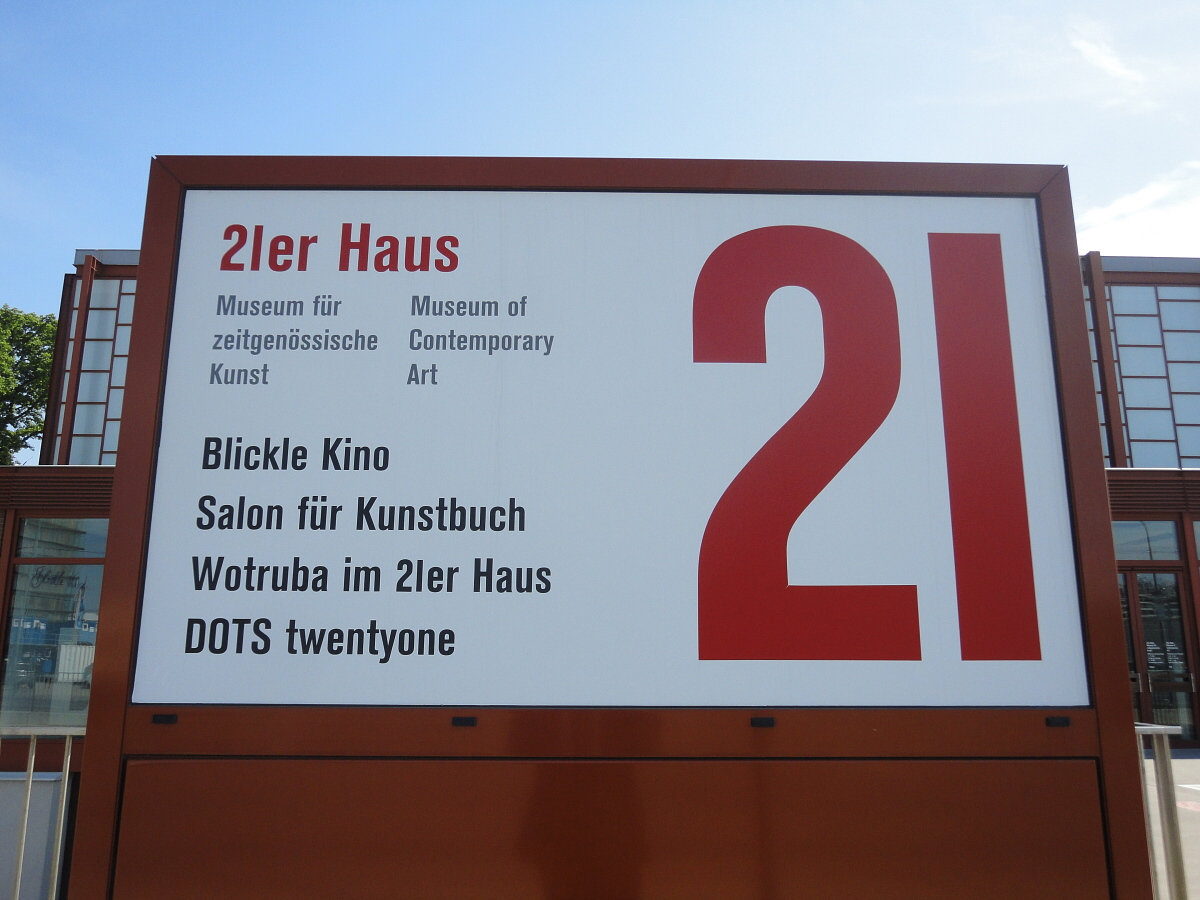 21er Haus
Museum für
zeitgenössische
Kunst
Museum of
Contemporary
Art
Blickle Kino
Salon für Kunstbuch
Wotruba im 21er Haus
DOTS twentyone
21